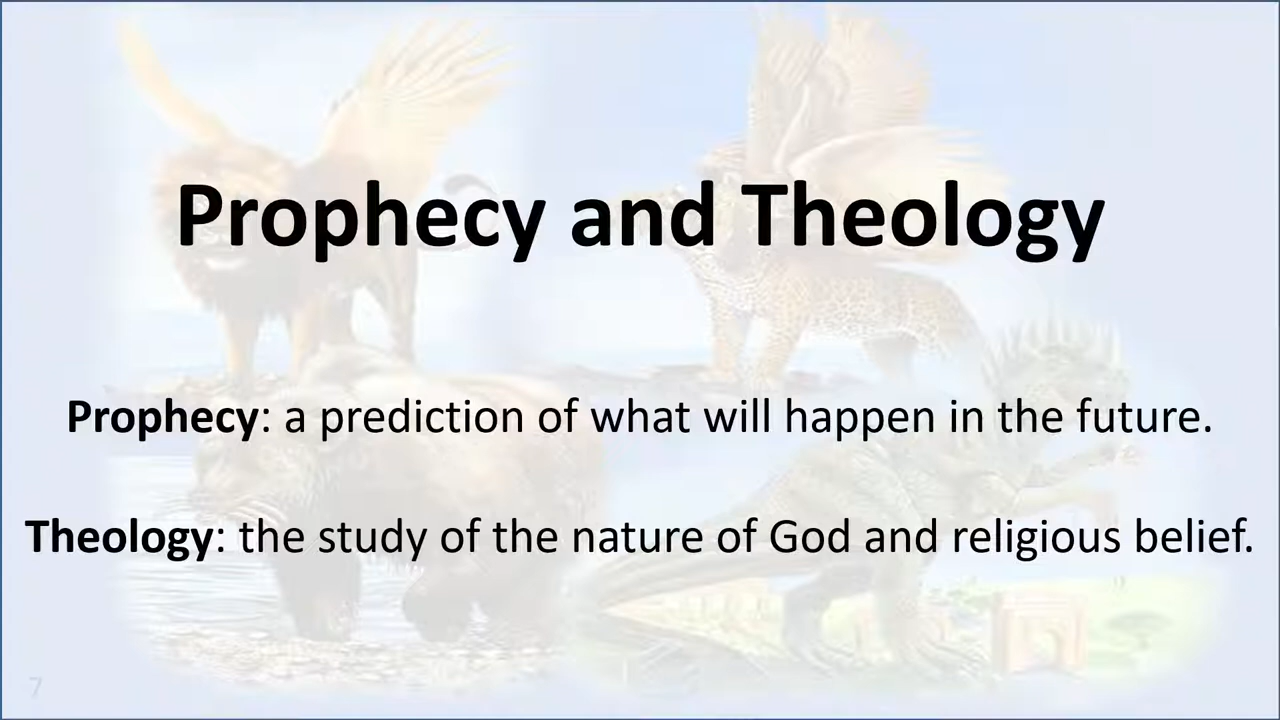 Prophecy and Theology
Prophecy: a prediction of what will happen in the future.
Theology: the study of the nature of God and religious belief.
7